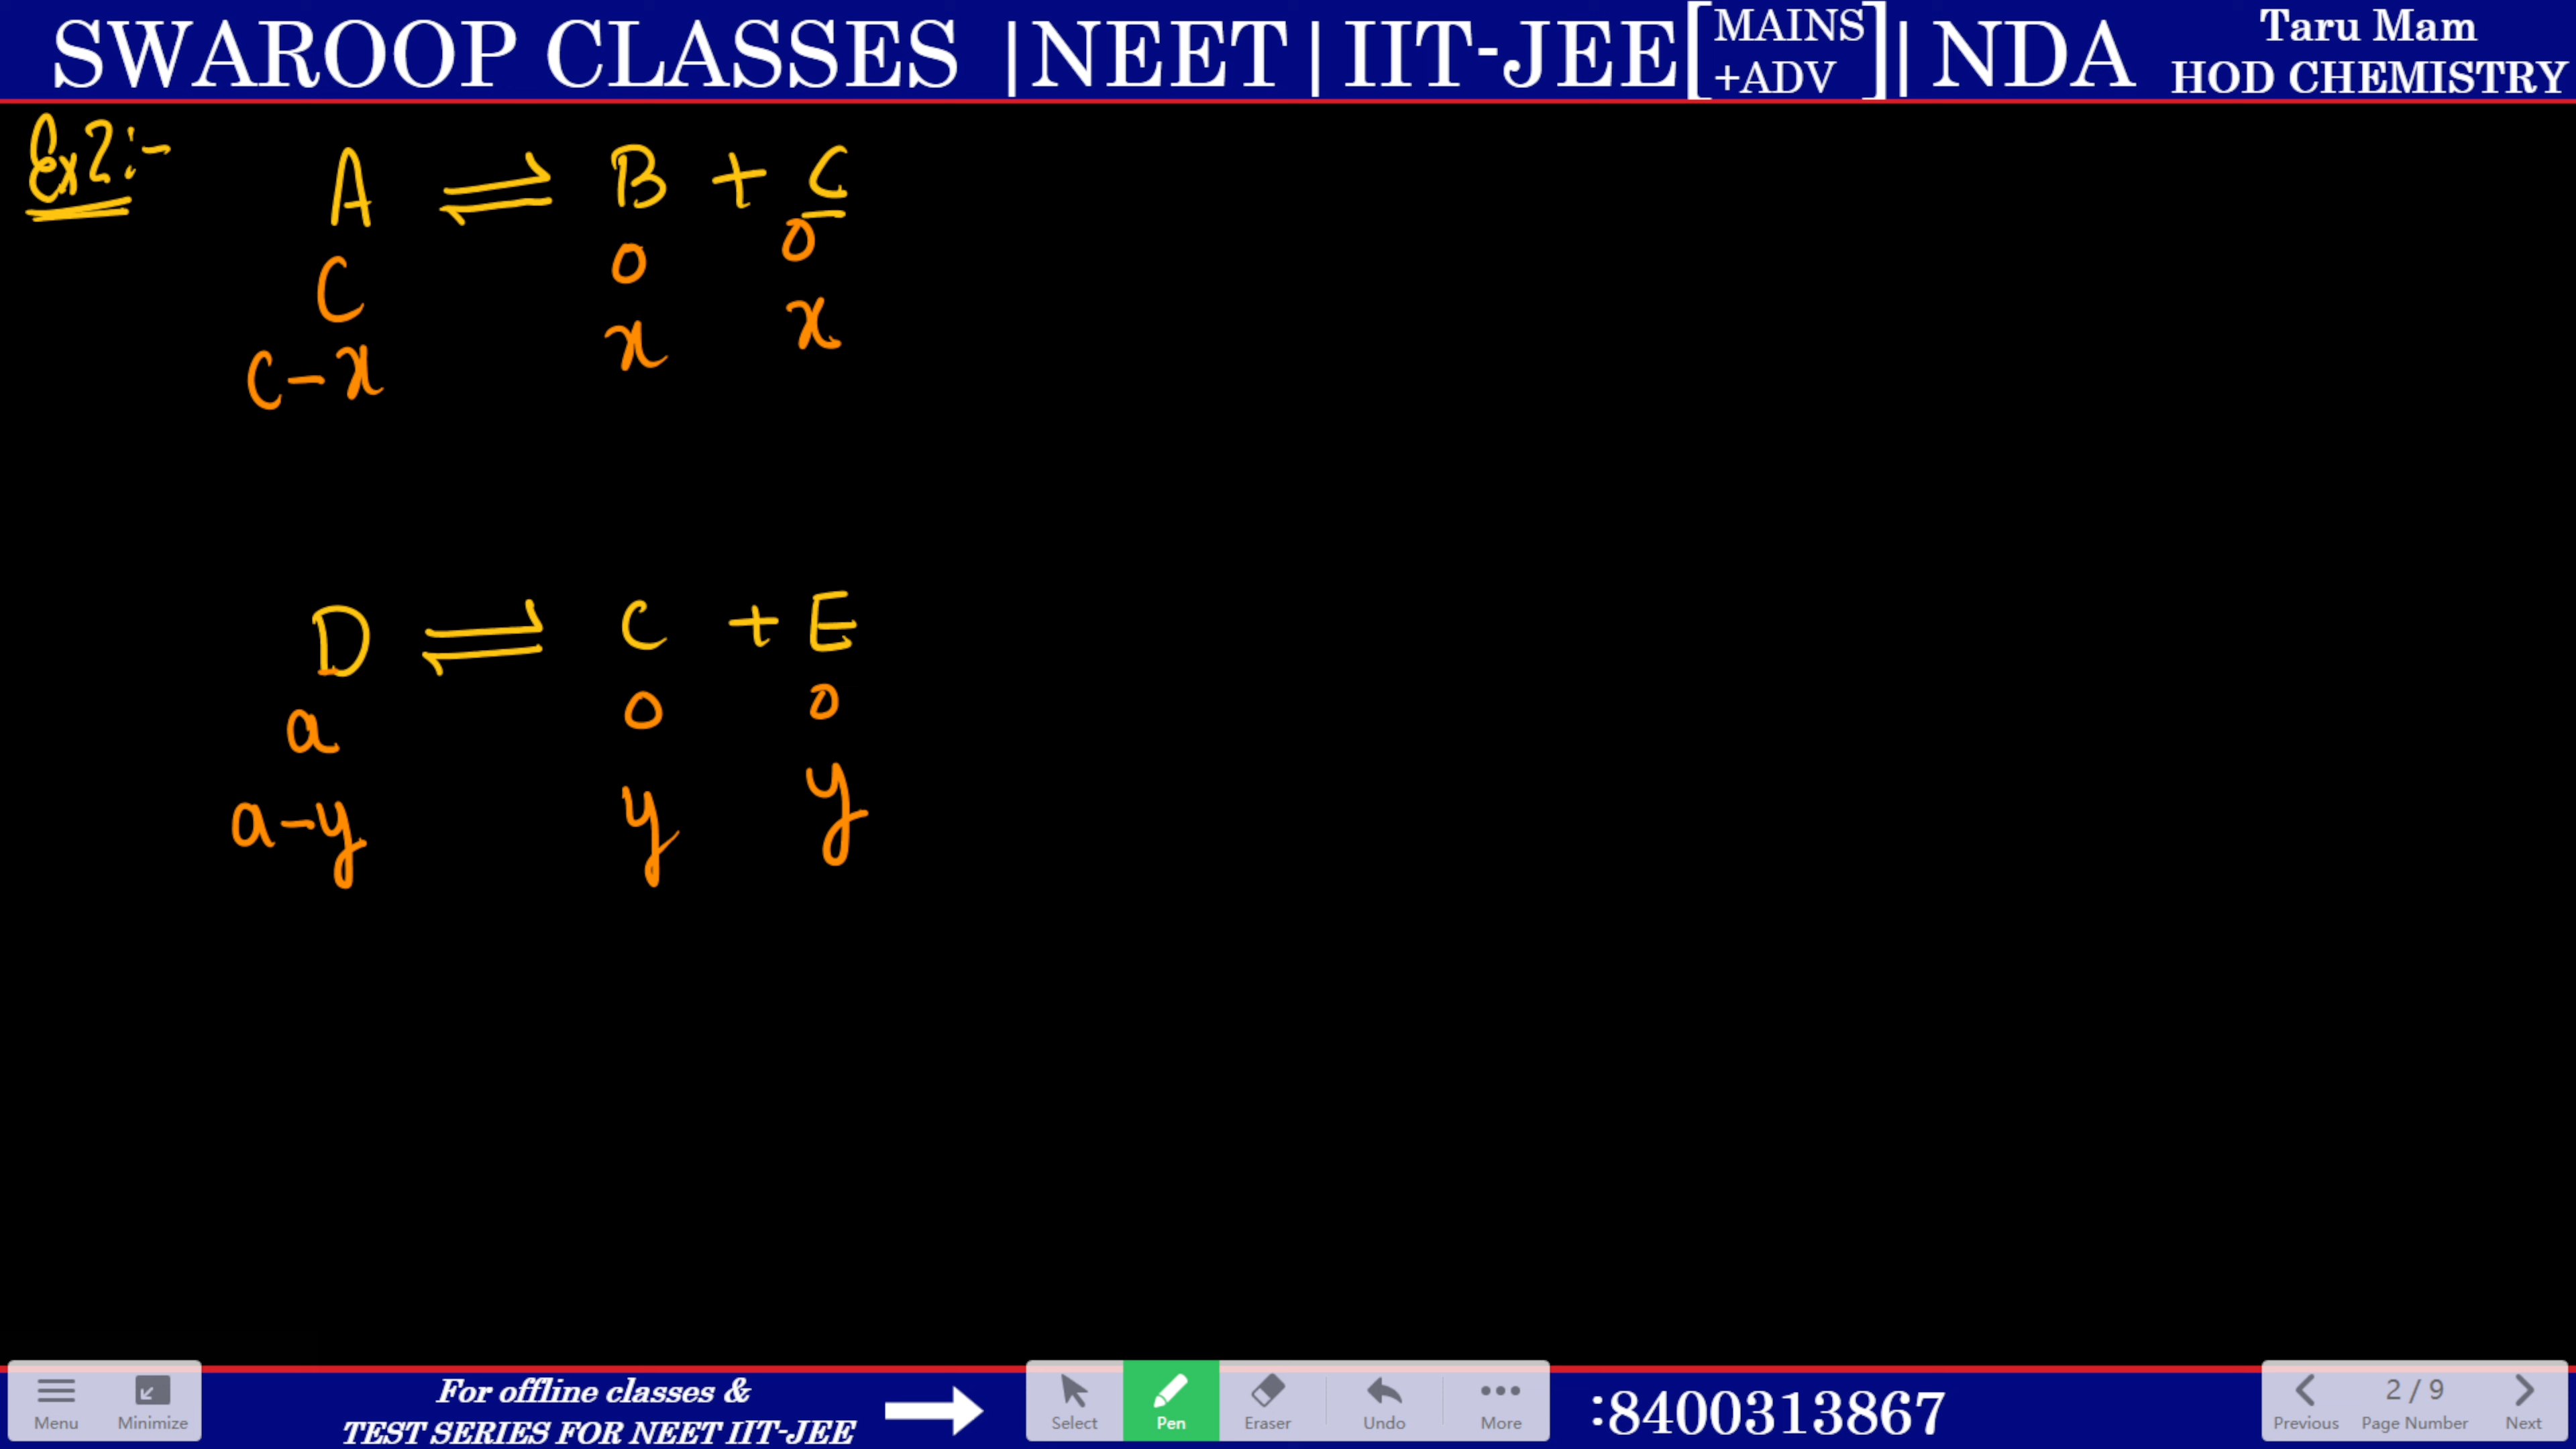 SWAROOP CLASSES |NEET| IIT-JEE[MAINS +ADV]| NDA
Taru Mam
HOD CHEMISTRY
Ex2:-
A ⇌ B + C
C 0 0
C-x x x
D ⇌ C + E
a 0 0
a-y y y
Menu
Minimize
For offline classes &
TEST SERIES FOR NEET IIT-JEE
Select
Pen
Eraser
Undo
More
:8400313867
2 / 9
Previous
Page Number
Next